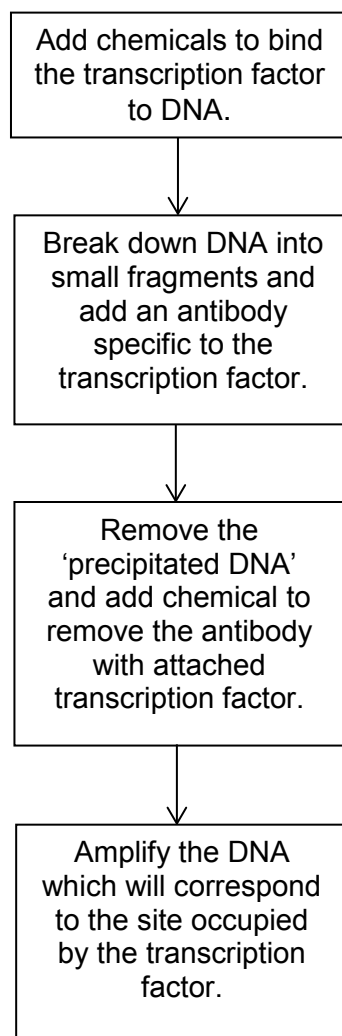 Add chemicals to bind
the transcription factor
to DNA.
Break down DNA into
small fragments and
add an antibody
specific to the
transcription factor.
Remove the
‘precipitated DNA’
and add chemical to
remove the antibody
with attached
transcription factor.
Amplify the DNA
which will correspond
to the site occupied
by the transcription
factor.